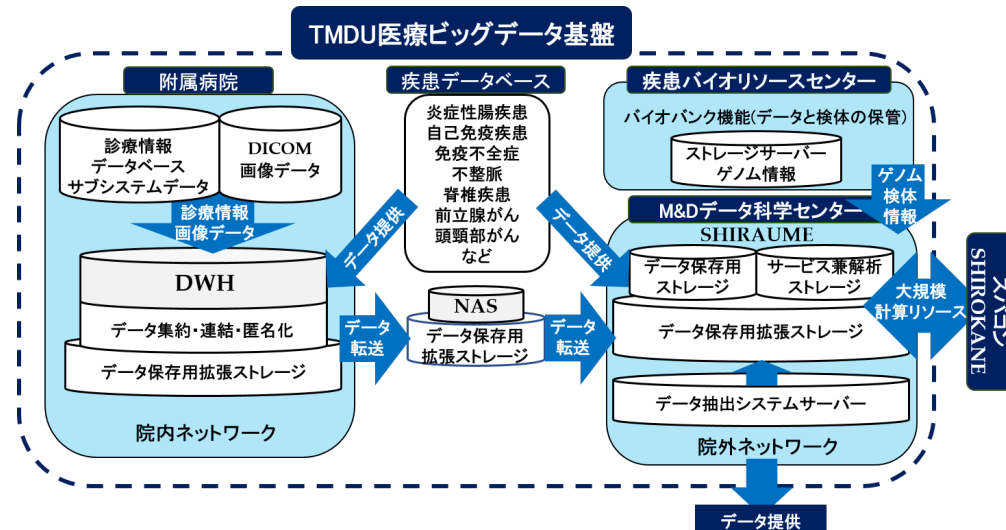 TMDU医療ビッグデータ基盤
附属病院
診療情報
データベース
サブシステムデータ
DICOM
画像データ
診療情報
画像データ
DWH
データ集約・連結・匿名化
データ保存用拡張ストレージ
院内ネットワーク
疾患データベース
炎症性腸疾患
自己免疫疾患
免疫不全症
不整脈
脊椎疾患
前立腺がん
頭頸部がん
など
データ提供
データ提供
データ
転送
NAS
データ保存用
拡張ストレージ
データ
転送
疾患バイオリソースセンター
バイオバンク機能(データと検体の保管)
ストレージサーバー
ゲノム情報
ゲノム
検体
情報
M&Dデータ科学センター
SHIRAUME
データ保存用
ストレージ
サービス兼解析
ストレージ
データ保存用拡張ストレージ
データ抽出システムサーバー
院外ネットワーク
大規模
計算リソース
スパコン
SHIROKANE
データ提供